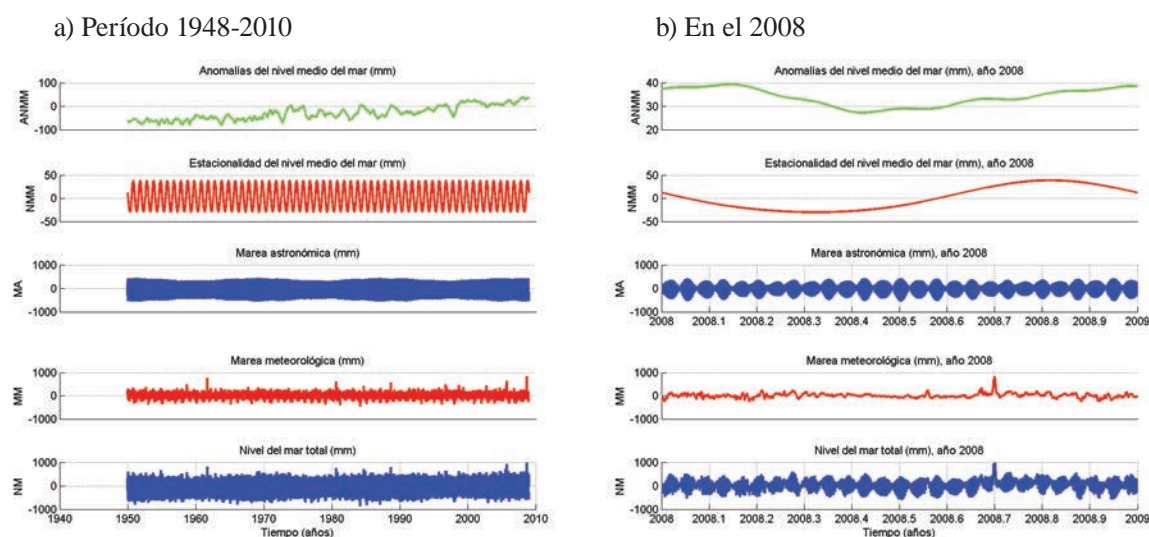 a) Período 1948-2010
Anomalías del nivel medio del mar (mm)
ANMM
100
0
-100
Estacionalidad del nivel medio del mar (mm)
NMM
50
0
-50
Marea astronómica (mm)
MA
1000
0
-1000
Marea meteorológica (mm)
MM
1000
0
-1000
Nivel del mar total (mm)
NM
1000
0
-1000
1940 1950 1960 1970 1980 1990 2000 2010
Tiempo (años)
b) En el 2008
Anomalías del nivel medio del mar (mm), año 2008
ANMM
40
30
20
Estacionalidad del nivel medio del mar (mm), año 2008
NMM
50
0
-50
Marea astronómica (mm), año 2008
MA
1000
0
-1000
2008 2008.1 2008.2 2008.3 2008.4 2008.5 2008.6 2008.7 2008.8 2008.9 2009
Marea meteorológica (mm), año 2008
MM
1000
0
-1000
Nivel del mar total (mm), año 2008
NM
1000
0
-1000
2008 2008.1 2008.2 2008.3 2008.4 2008.5 2008.6 2008.7 2008.8 2008.9 2009
Tiempo (años)